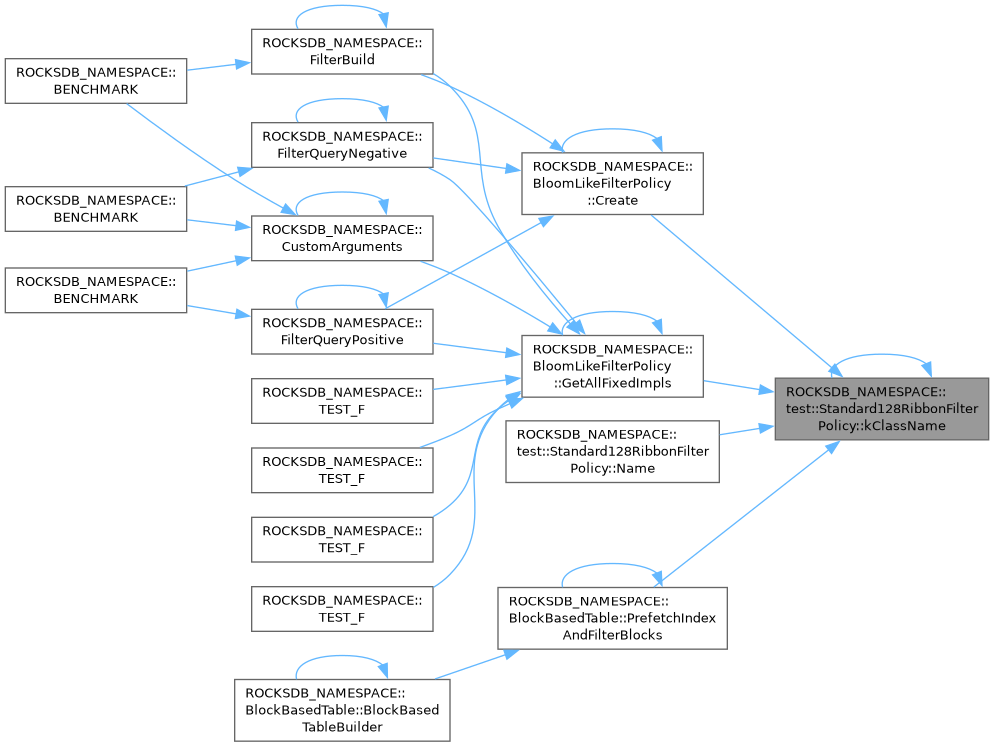 ROCKSDB_NAMESPACE::
FilterBuild
ROCKSDB_NAMESPACE::
BENCHMARK
ROCKSDB_NAMESPACE::
FilterQueryNegative
ROCKSDB_NAMESPACE::
BloomLikeFilterPolicy
::Create
ROCKSDB_NAMESPACE::
BENCHMARK
ROCKSDB_NAMESPACE::
CustomArguments
ROCKSDB_NAMESPACE::
BENCHMARK
ROCKSDB_NAMESPACE::
FilterQueryPositive
ROCKSDB_NAMESPACE::
BloomLikeFilterPolicy
::GetAllFixedImpls
ROCKSDB_NAMESPACE::
TEST_F
ROCKSDB_NAMESPACE::
test::Standard128RibbonFilter
Policy::kClassName
ROCKSDB_NAMESPACE::
test::Standard128RibbonFilter
Policy::Name
ROCKSDB_NAMESPACE::
TEST_F
ROCKSDB_NAMESPACE::
TEST_F
ROCKSDB_NAMESPACE::
TEST_F
ROCKSDB_NAMESPACE::
BlockBasedTable::PrefetchIndex
AndFilterBlocks
ROCKSDB_NAMESPACE::
BlockBasedTable::BlockBased
TableBuilder